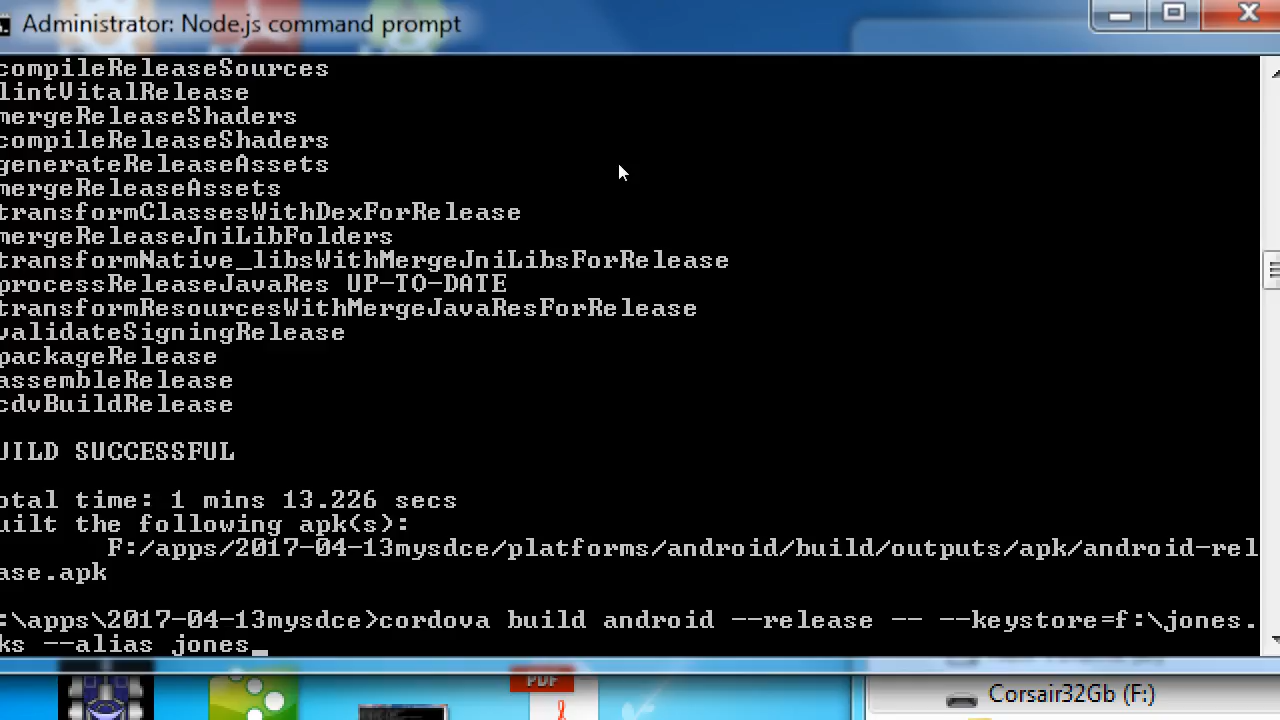 Administrator: Node.js command prompt
compileReleaseSources
lintVitalRelease
mergeReleaseShaders
compileReleaseShaders
generateReleaseAssets
mergeReleaseAssets
transformClassesWithDexForRelease
mergeReleaseJniLibFolders
transformNative_libsWithMergeJniLibsForRelease
processReleaseJavaRes UP-TO-DATE
transformResourcesWithMergeJavaResForRelease
validateSigningRelease
packageRelease
assembleRelease
cdvBuildRelease
UILD SUCCESSFUL
otal time: 1 mins 13.226 secs
uilt the following apk(s):
F:/apps/2017-04-13mysdce/platforms/android/build/outputs/apk/android-rel
ase.apk
:\apps\2017-04-13mysdce>cordova build android --release -- --keystore=f:\jones.
ks --alias jones_
PDF
Corsair32Gb (F:)